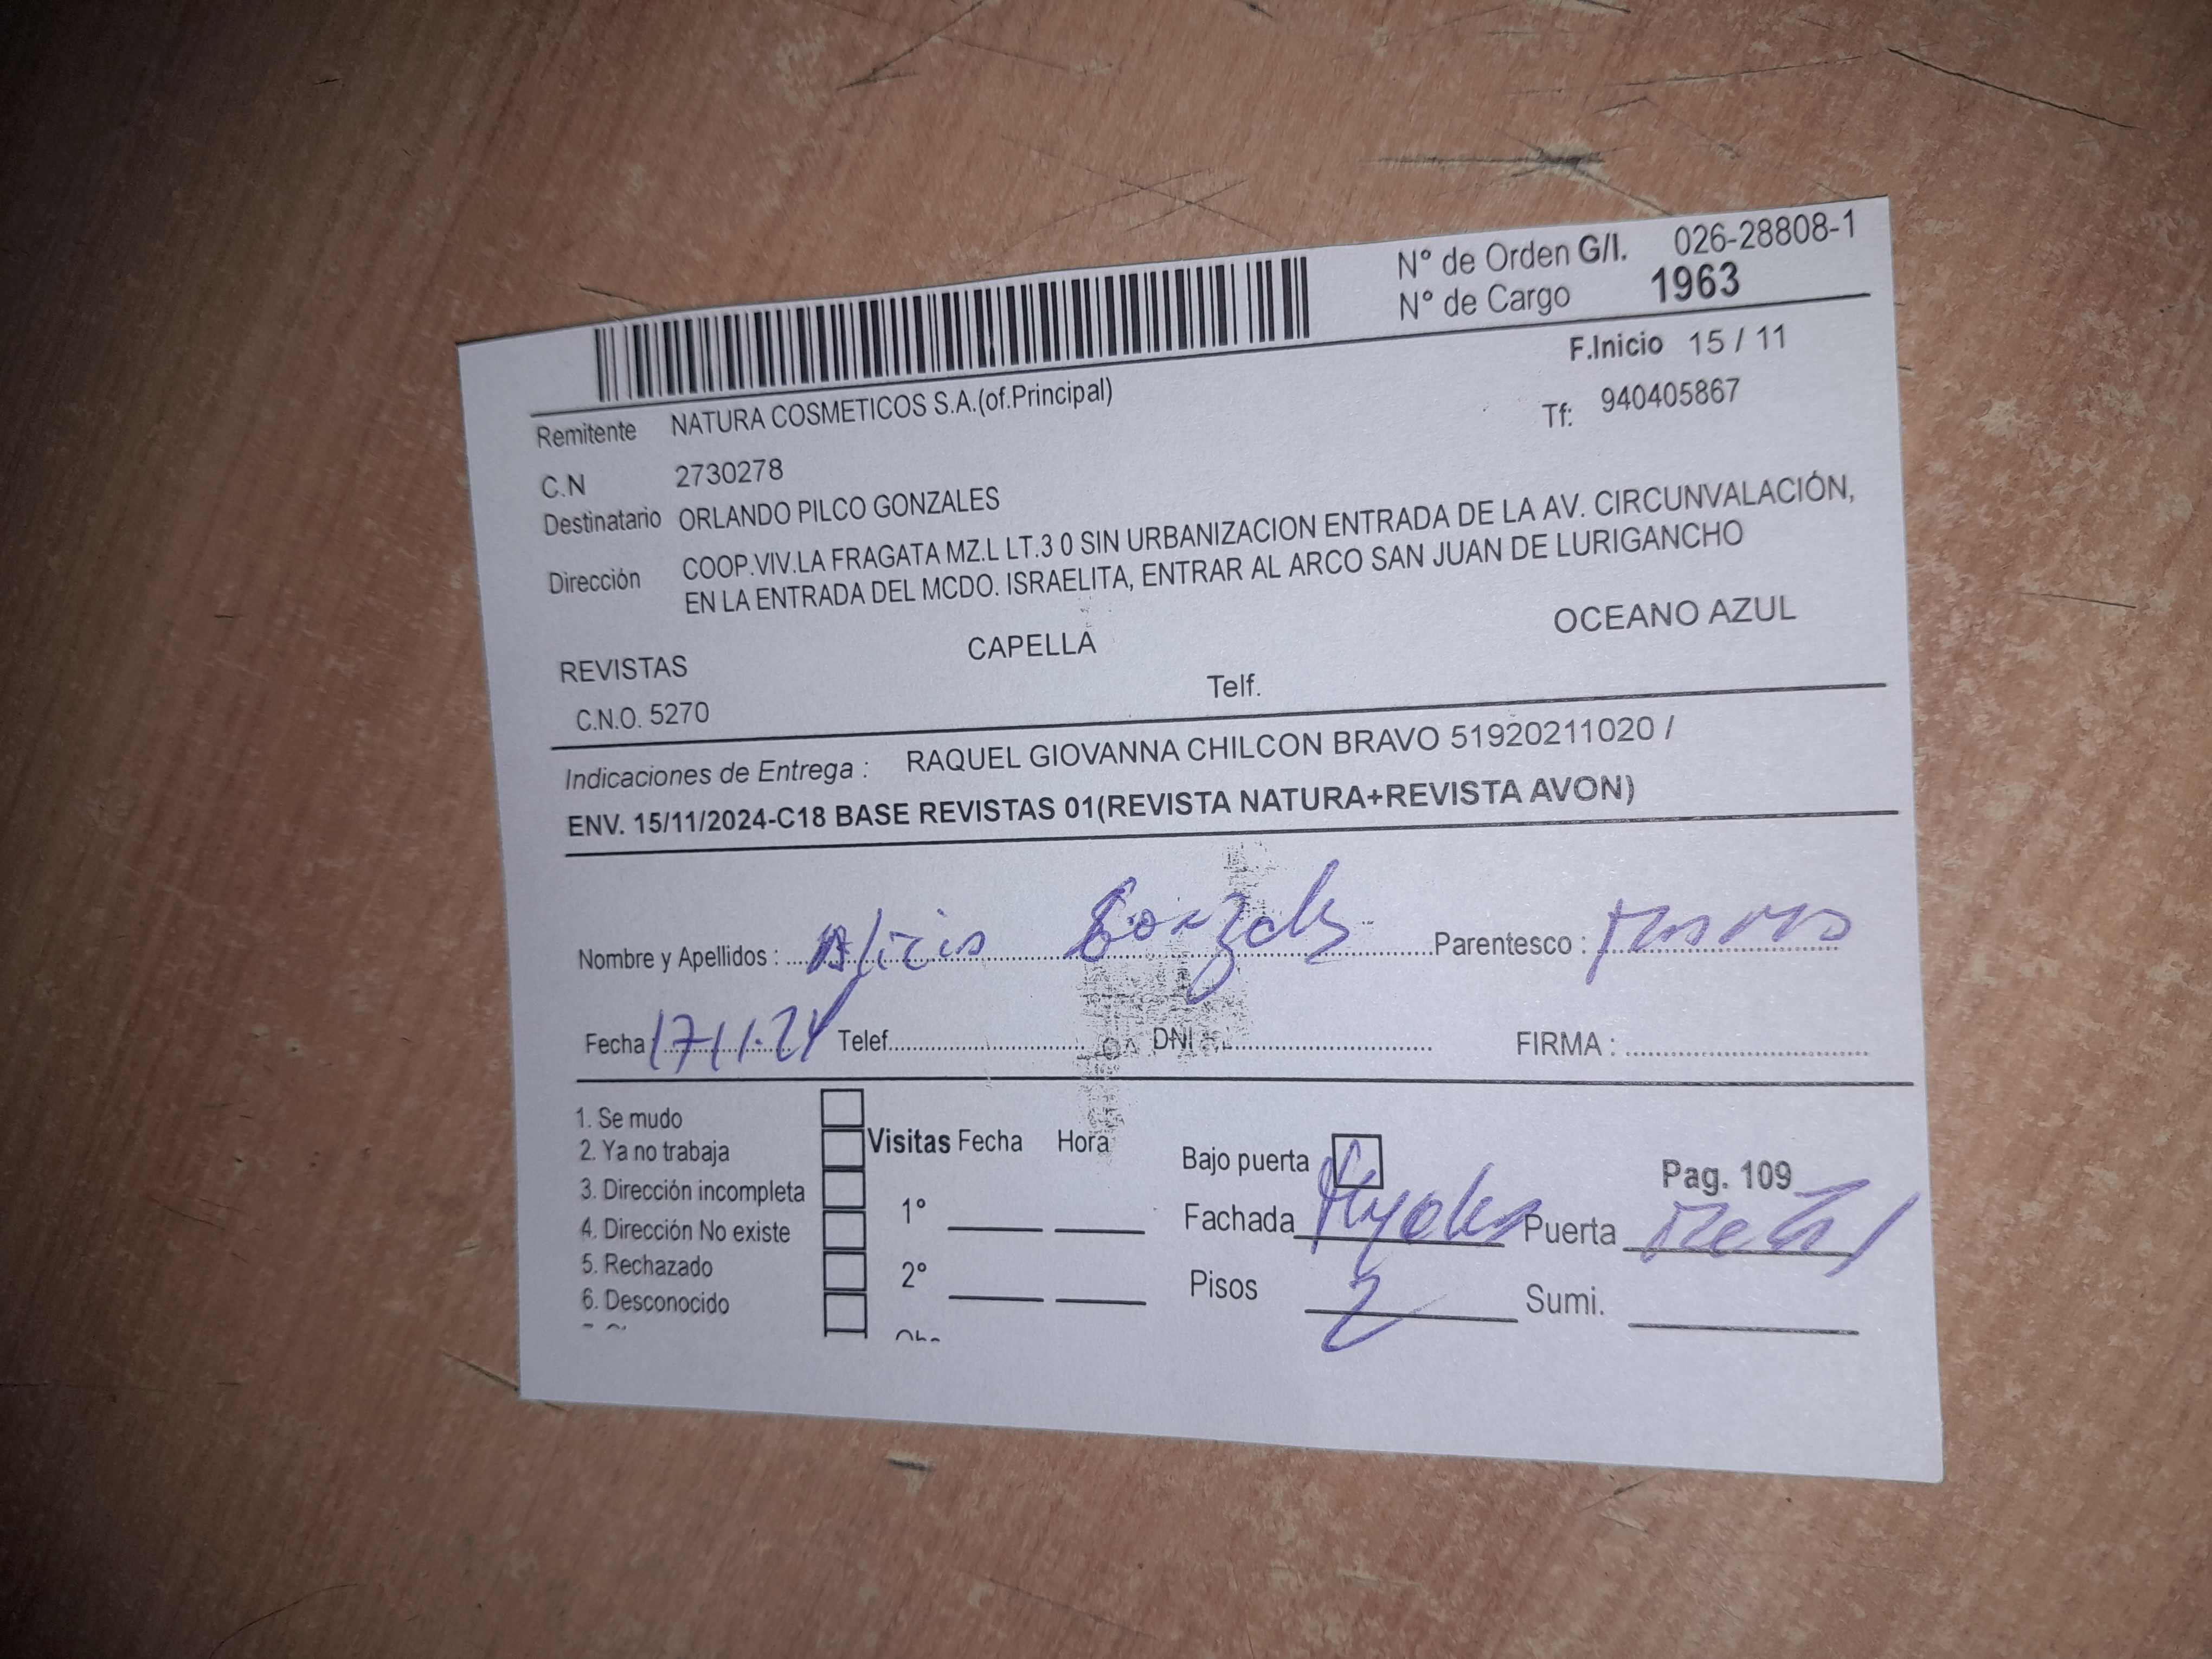 N° de Orden G/I. 026-28808-1
N° de Cargo 1963
F.Inicio 15 / 11
Remitente NATURA COSMETICOS S.A.(of.Principal)
Tf: 940405867
C.N 2730278
Destinatario ORLANDO PILCO GONZALES
Dirección COOP.VIV.LA FRAGATA MZ.L LT.3 0 SIN URBANIZACION ENTRADA DE LA AV. CIRCUNVALACIÓN,
EN LA ENTRADA DEL MCDO. ISRAELITA, ENTRAR AL ARCO SAN JUAN DE LURIGANCHO
REVISTAS CAPELLA OCEANO AZUL
C.N.O. 5270 Telf.
Indicaciones de Entrega : RAQUEL GIOVANNA CHILCON BRAVO 51920211020 /
ENV. 15/11/2024-C18 BASE REVISTAS 01(REVISTA NATURA+REVISTA AVON)
Nombre y Apellidos : Alicia Gonzales Parentesco :
Fecha 17-11-24 Telef. DNI FIRMA :
1. Se mudo
2. Ya no trabaja
3. Dirección incompleta
4. Dirección No existe
5. Rechazado
6. Desconocido
Visitas Fecha Hora
1°
2°
Bajo puerta
Pag. 109
Fachada Puerta Metal
Pisos 2 Sumi.